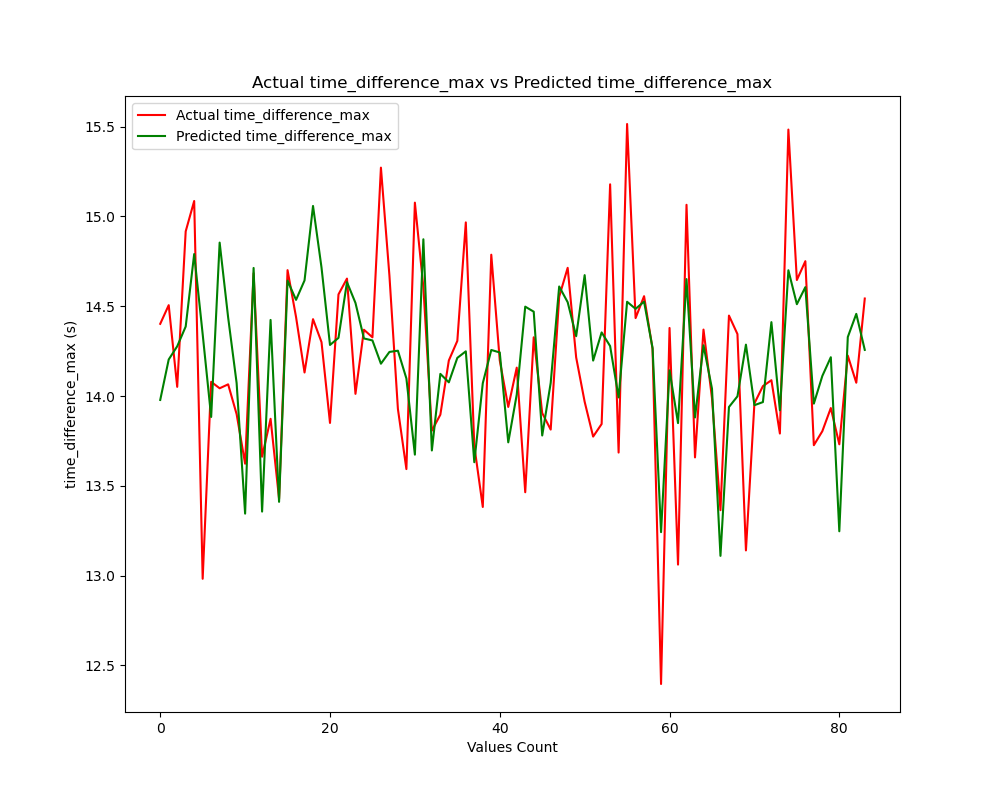 Actual time_difference_max vs Predicted time_difference_max
Actual time_difference_max
Predicted time_difference_max
time_difference_max (s)
15.5
15.0
14.5
14.0
13.5
13.0
12.5
0 20 40 60 80
Values Count